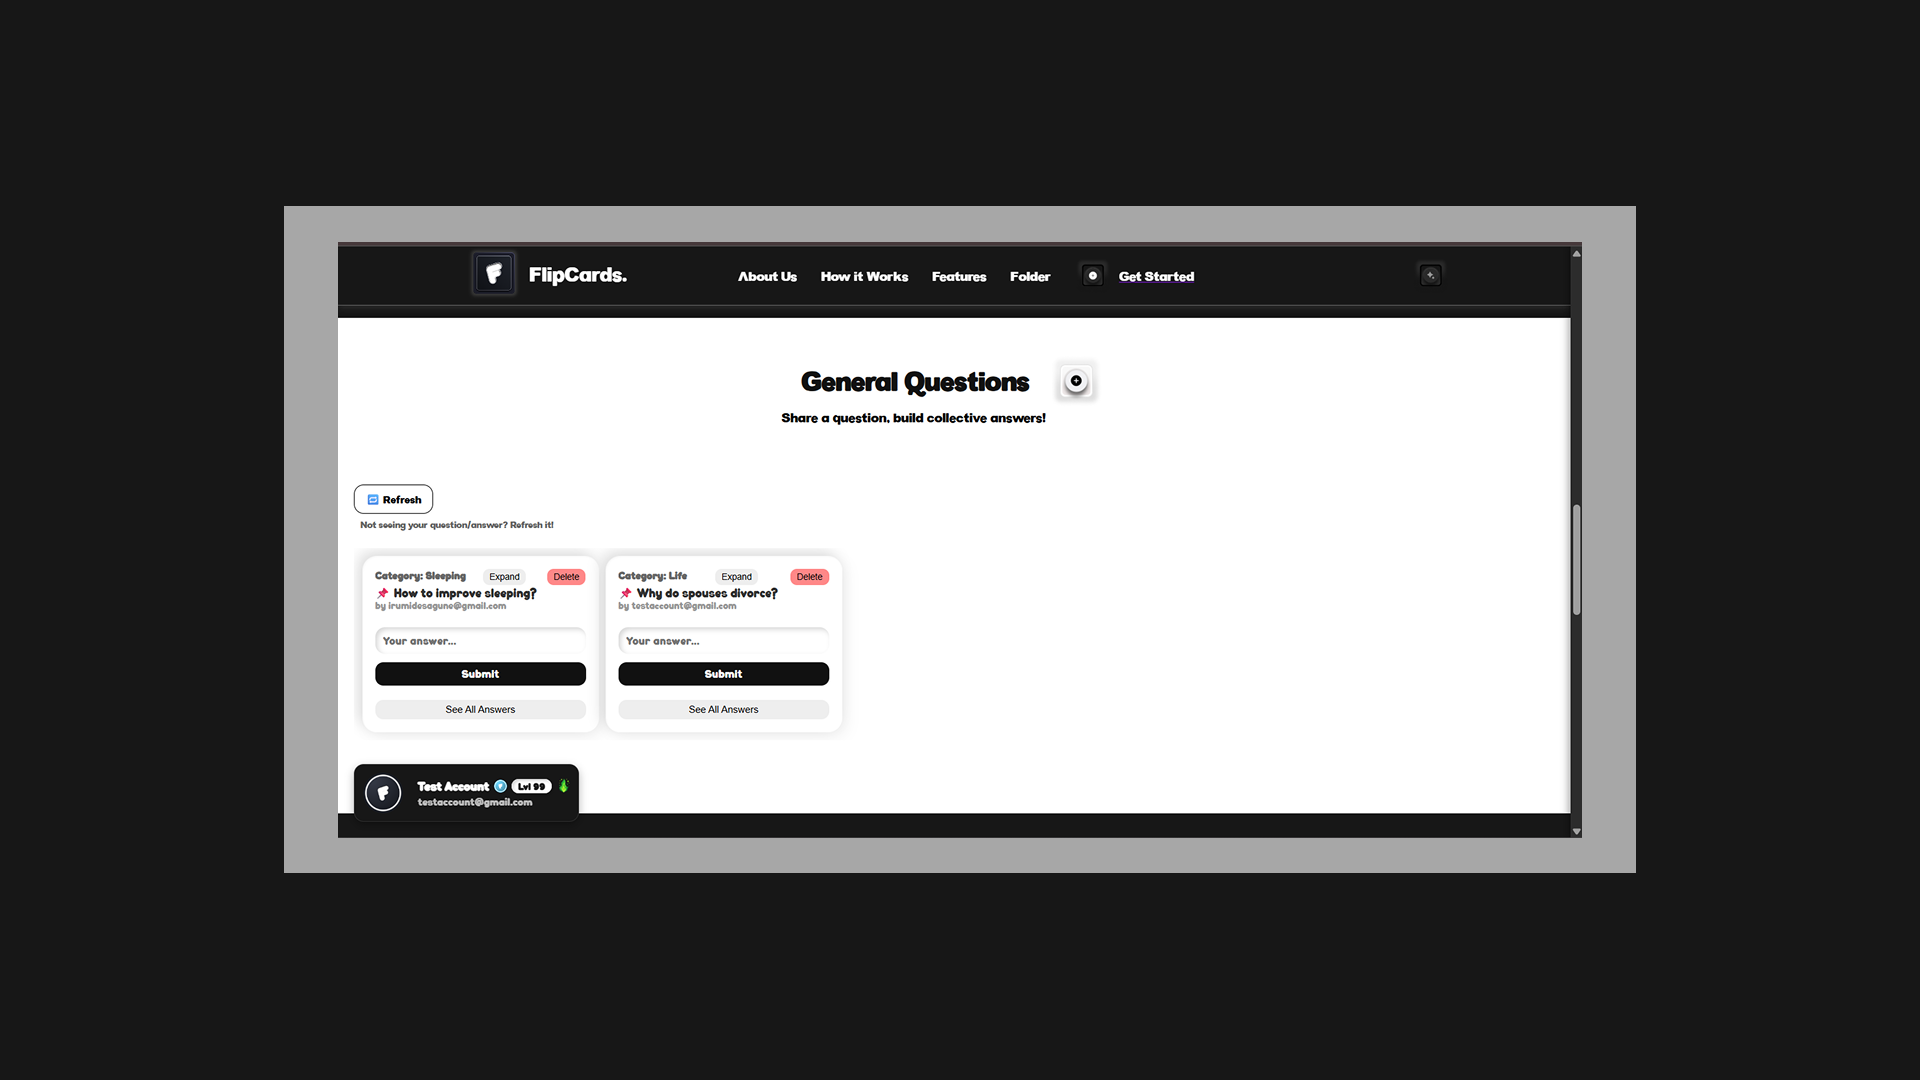 F FlipCards. About Us How it Works Features Folder Get Started
General Questions
Share a question, build collective answers!
Refresh
Not seeing your question/answer? Refresh it!
Category: Sleeping Expand Delete
How to improve sleeping?
by irumidesagune@gmail.com
Your answer...
Submit
See All Answers
Category: Life Expand Delete
Why do spouses divorce?
by testaccount@gmail.com
Your answer...
Submit
See All Answers
F Test Account Lvl 99
testaccount@gmail.com